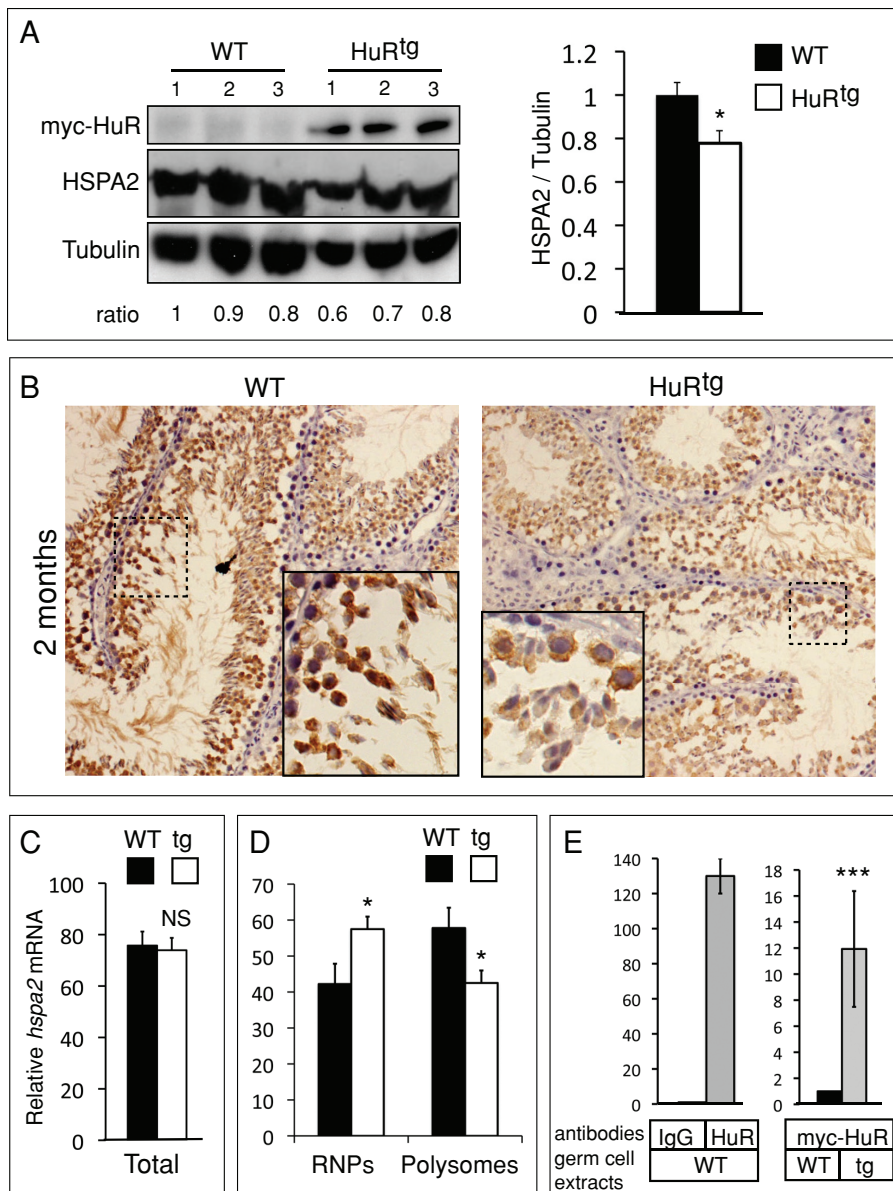 A
WT
HuRtg
1 2 3 1 2 3
myc-HuR
HSPA2
Tubulin
ratio 1 0.9 0.8 0.6 0.7 0.8
HSPA2 / Tubulin
1.2
1
0.8
0.6
0.4
0.2
0
*
WT
HuRtg
B
WT
HuRtg
2 months
C
WT tg
Relative hspa2 mRNA
100
80
60
40
20
0
NS
Total
D
WT tg
70
60
50
40
30
20
10
0
*
*
RNPs Polysomes
E
140
120
100
80
60
40
20
0
18
16
14
12
10
8
6
4
2
0
***
antibodies IgG HuR myc-HuR
germ cell extracts WT WT tg